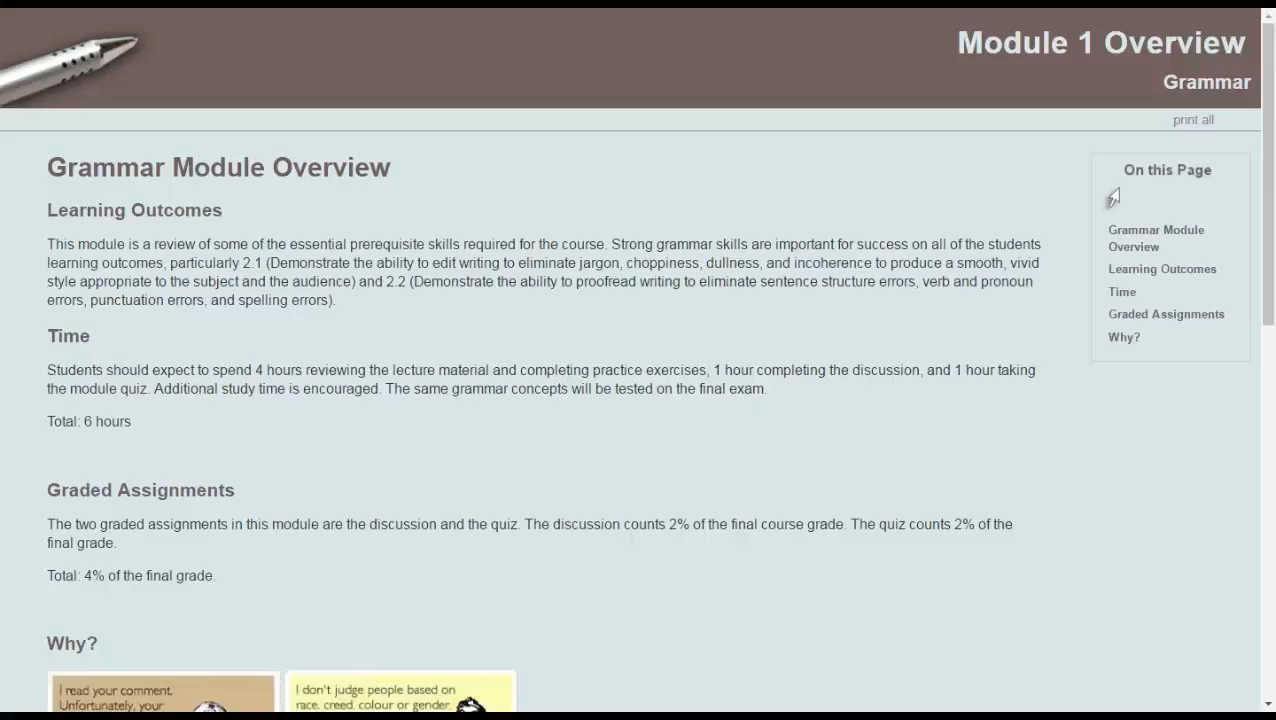 Module 1 Overview
Grammar
print all
Grammar Module Overview
Learning Outcomes
This module is a review of some of the essential prerequisite skills required for the course. Strong grammar skills are important for success on all of the students
learning outcomes, particularly 2.1 (Demonstrate the ability to edit writing to eliminate jargon, choppiness, dullness, and incoherence to produce a smooth, vivid
style appropriate to the subject and the audience) and 2.2 (Demonstrate the ability to proofread writing to eliminate sentence structure errors, verb and pronoun
errors, punctuation errors, and spelling errors).
Time
Students should expect to spend 4 hours reviewing the lecture material and completing practice exercises, 1 hour completing the discussion, and 1 hour taking
the module quiz. Additional study time is encouraged. The same grammar concepts will be tested on the final exam.
Total: 6 hours
Graded Assignments
The two graded assignments in this module are the discussion and the quiz. The discussion counts 2% of the final course grade. The quiz counts 2% of the
final grade.
Total: 4% of the final grade.
Why?
I read your comment.
Unfortunately, your
I don't judge people based on
race, creed, colour or gender.
On this Page
Grammar Module
Overview
Learning Outcomes
Time
Graded Assignments
Why?